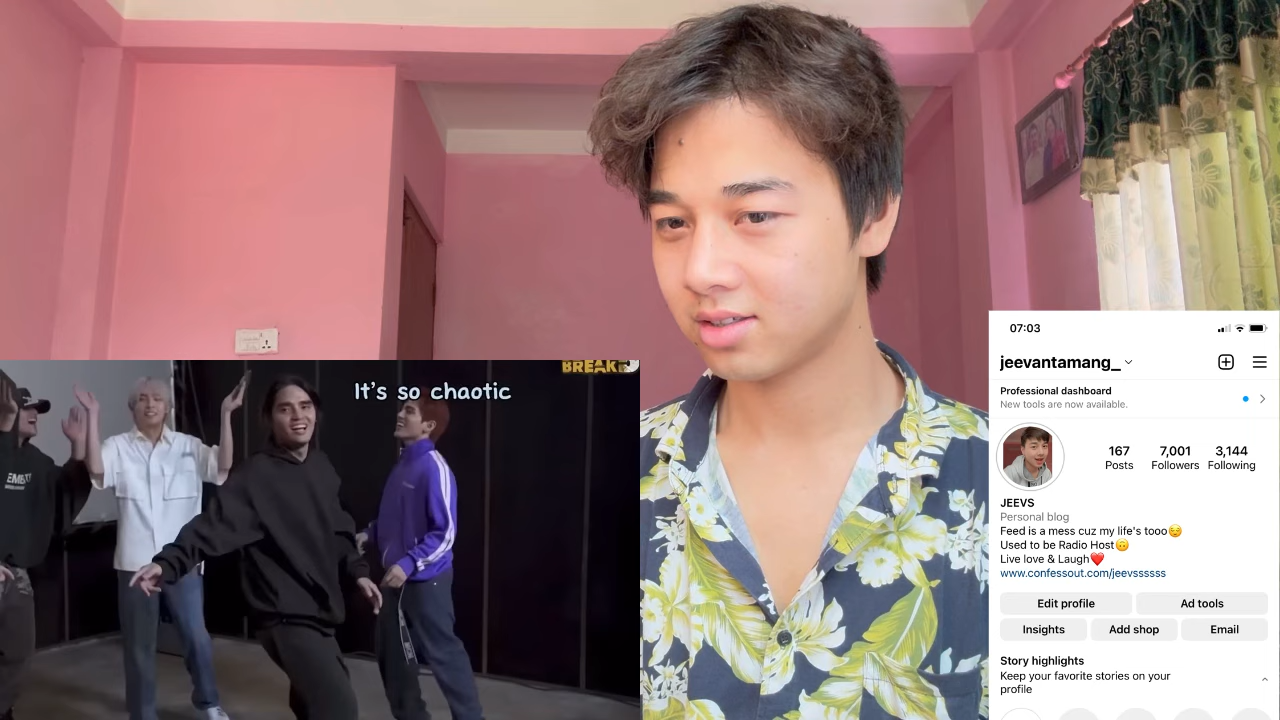 BREAK
It's so chaotic
07:03
jeevantamang_
Professional dashboard
New tools are now available.
167 7,001 3,144
Posts Followers Following
JEEVS
Personal blog
Feed is a mess cuz my life's tooo😌
Used to be Radio Host🙃
Live love & Laugh❤️
www.confessout.com/jeevssssss
Edit profile Ad tools
Insights Add shop Email
Story highlights
Keep your favorite stories on your
profile